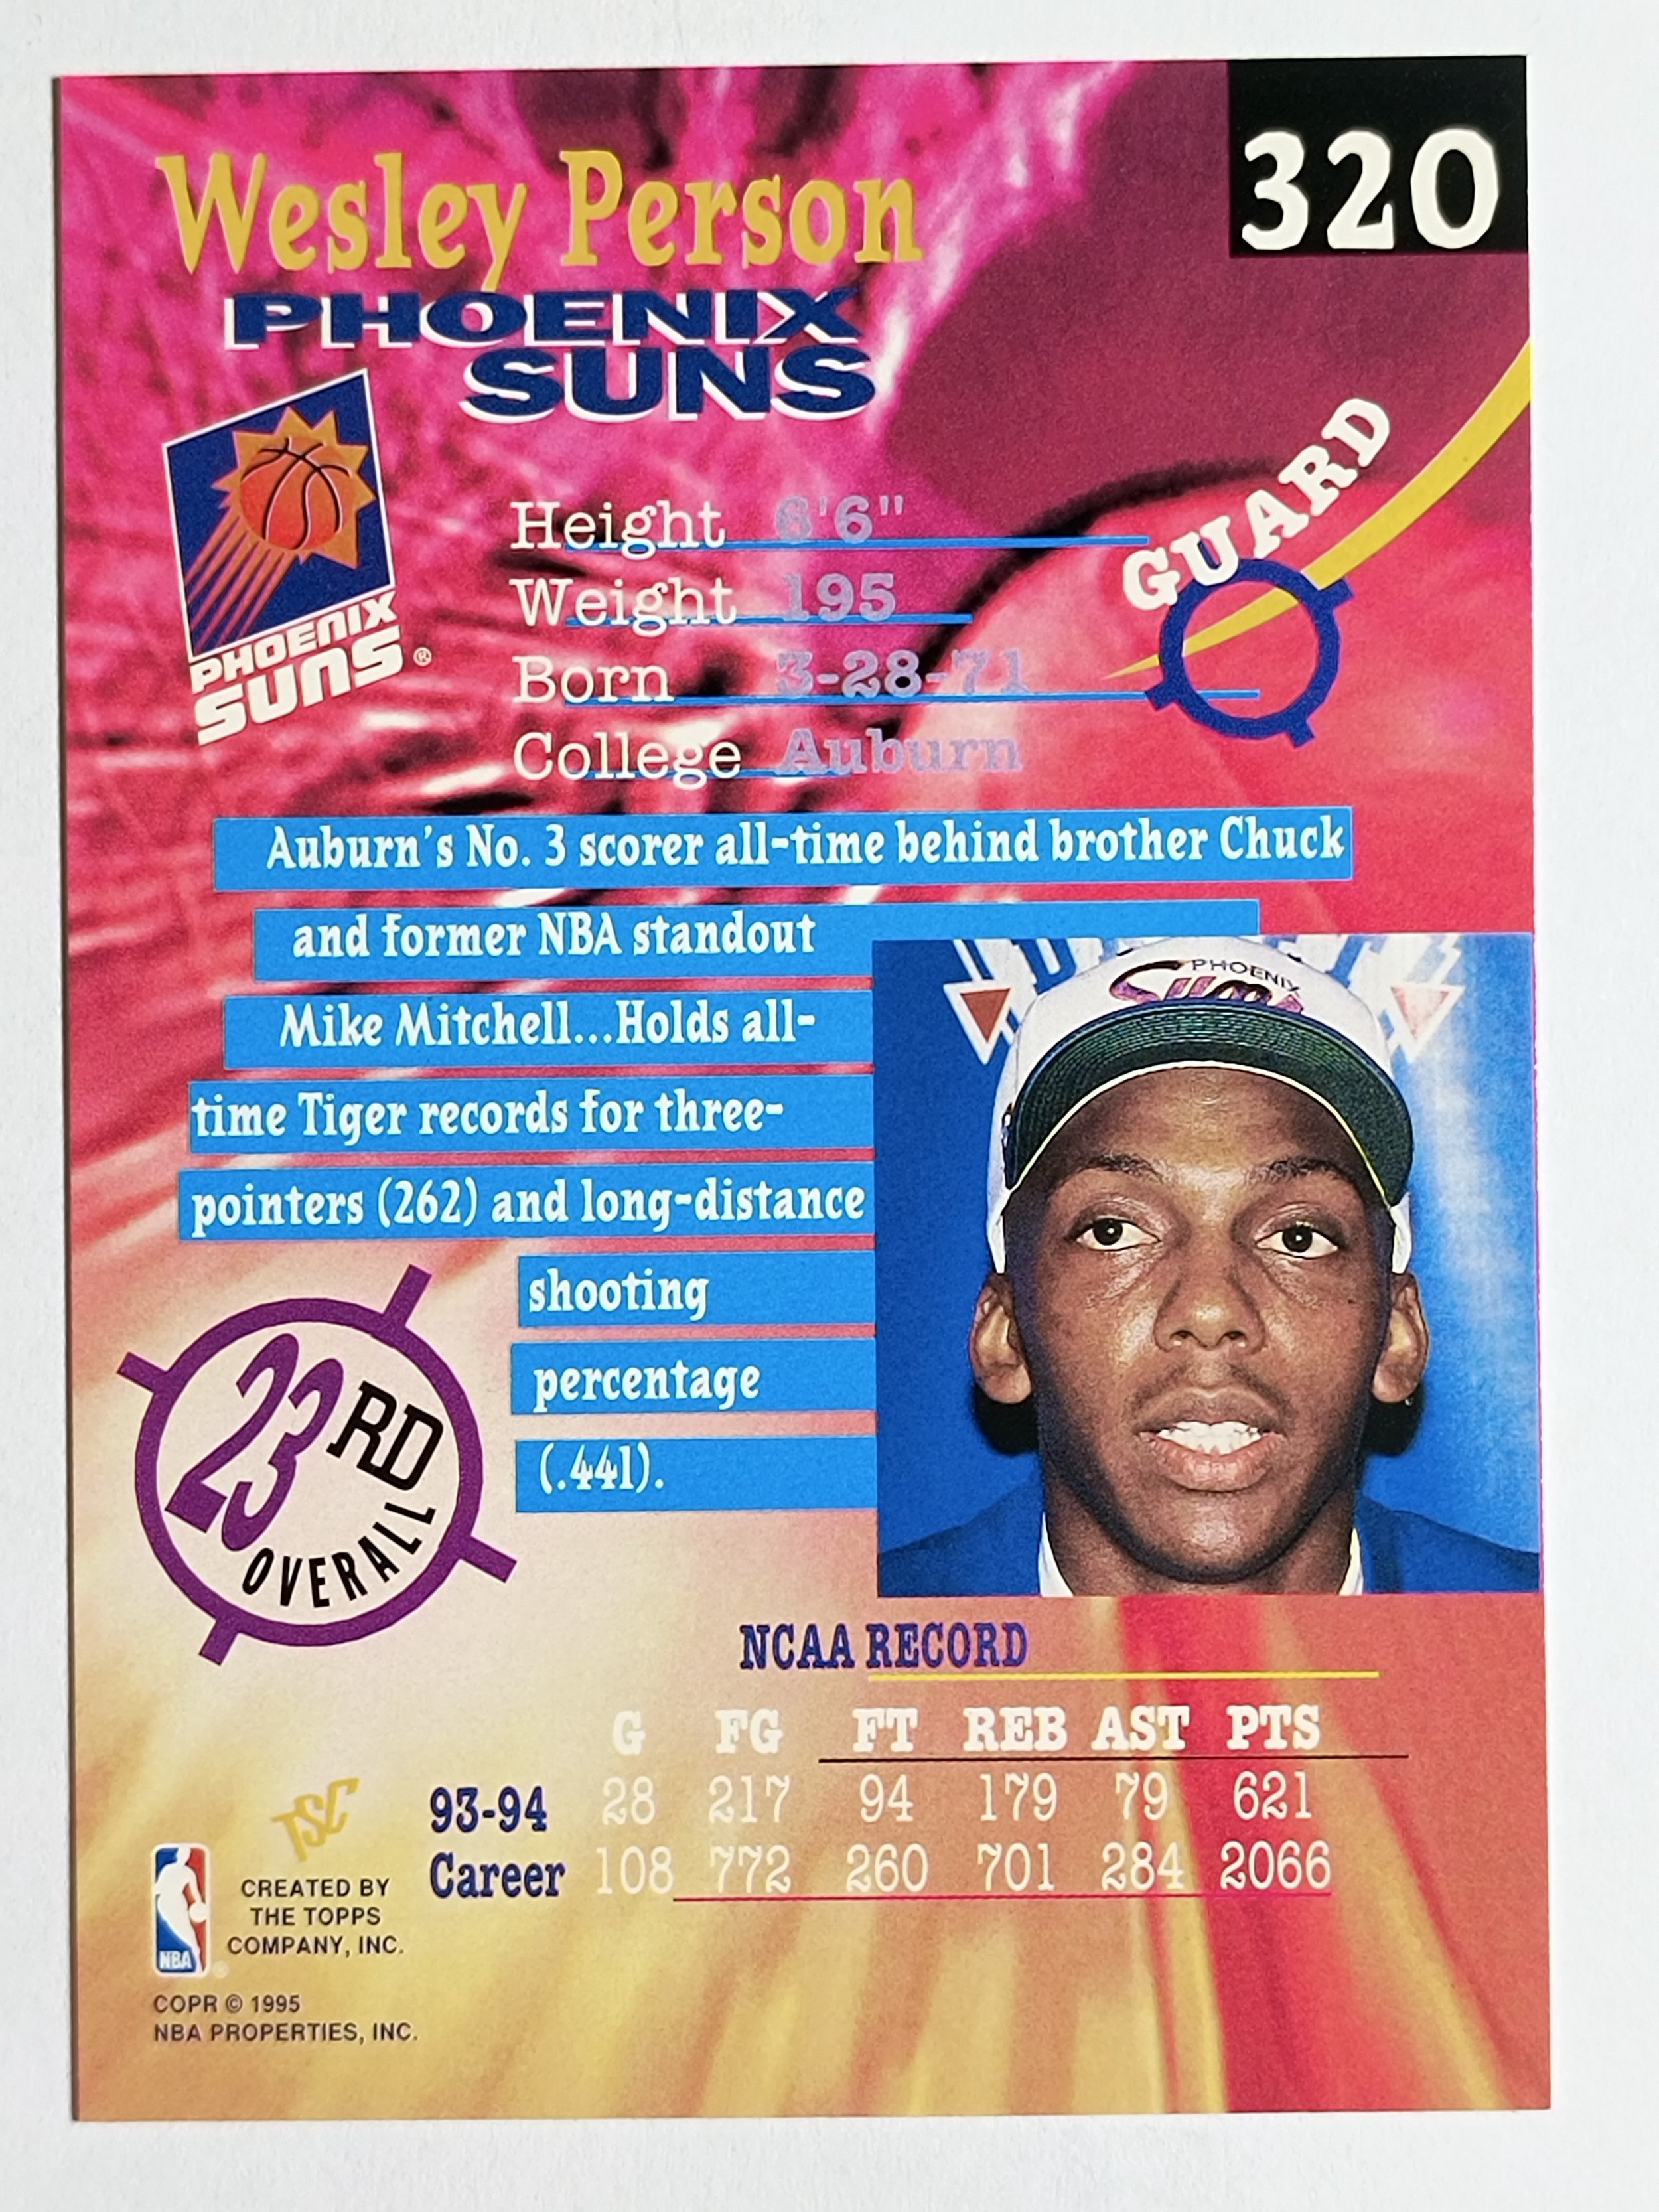 320
Wesley Person
PHOENIX
SUNS
GUARD
PHOENIX
SUNS®
Height 6'6"
Weight 195
Born 3-28-71
College Auburn
Auburn's No. 3 scorer all-time behind brother Chuck
and former NBA standout
Mike Mitchell...Holds all-
time Tiger records for three-
pointers (262) and long-distance
shooting
percentage
(.441).
PHOENIX
Suns
23RD
OVERALL
NCAA RECORD
G FG FT REB AST PTS
93-94 28 217 94 179 79 621
Career 108 772 260 701 284 2066
TSC
NBA®
CREATED BY
THE TOPPS
COMPANY, INC.
COPR © 1995
NBA PROPERTIES, INC.